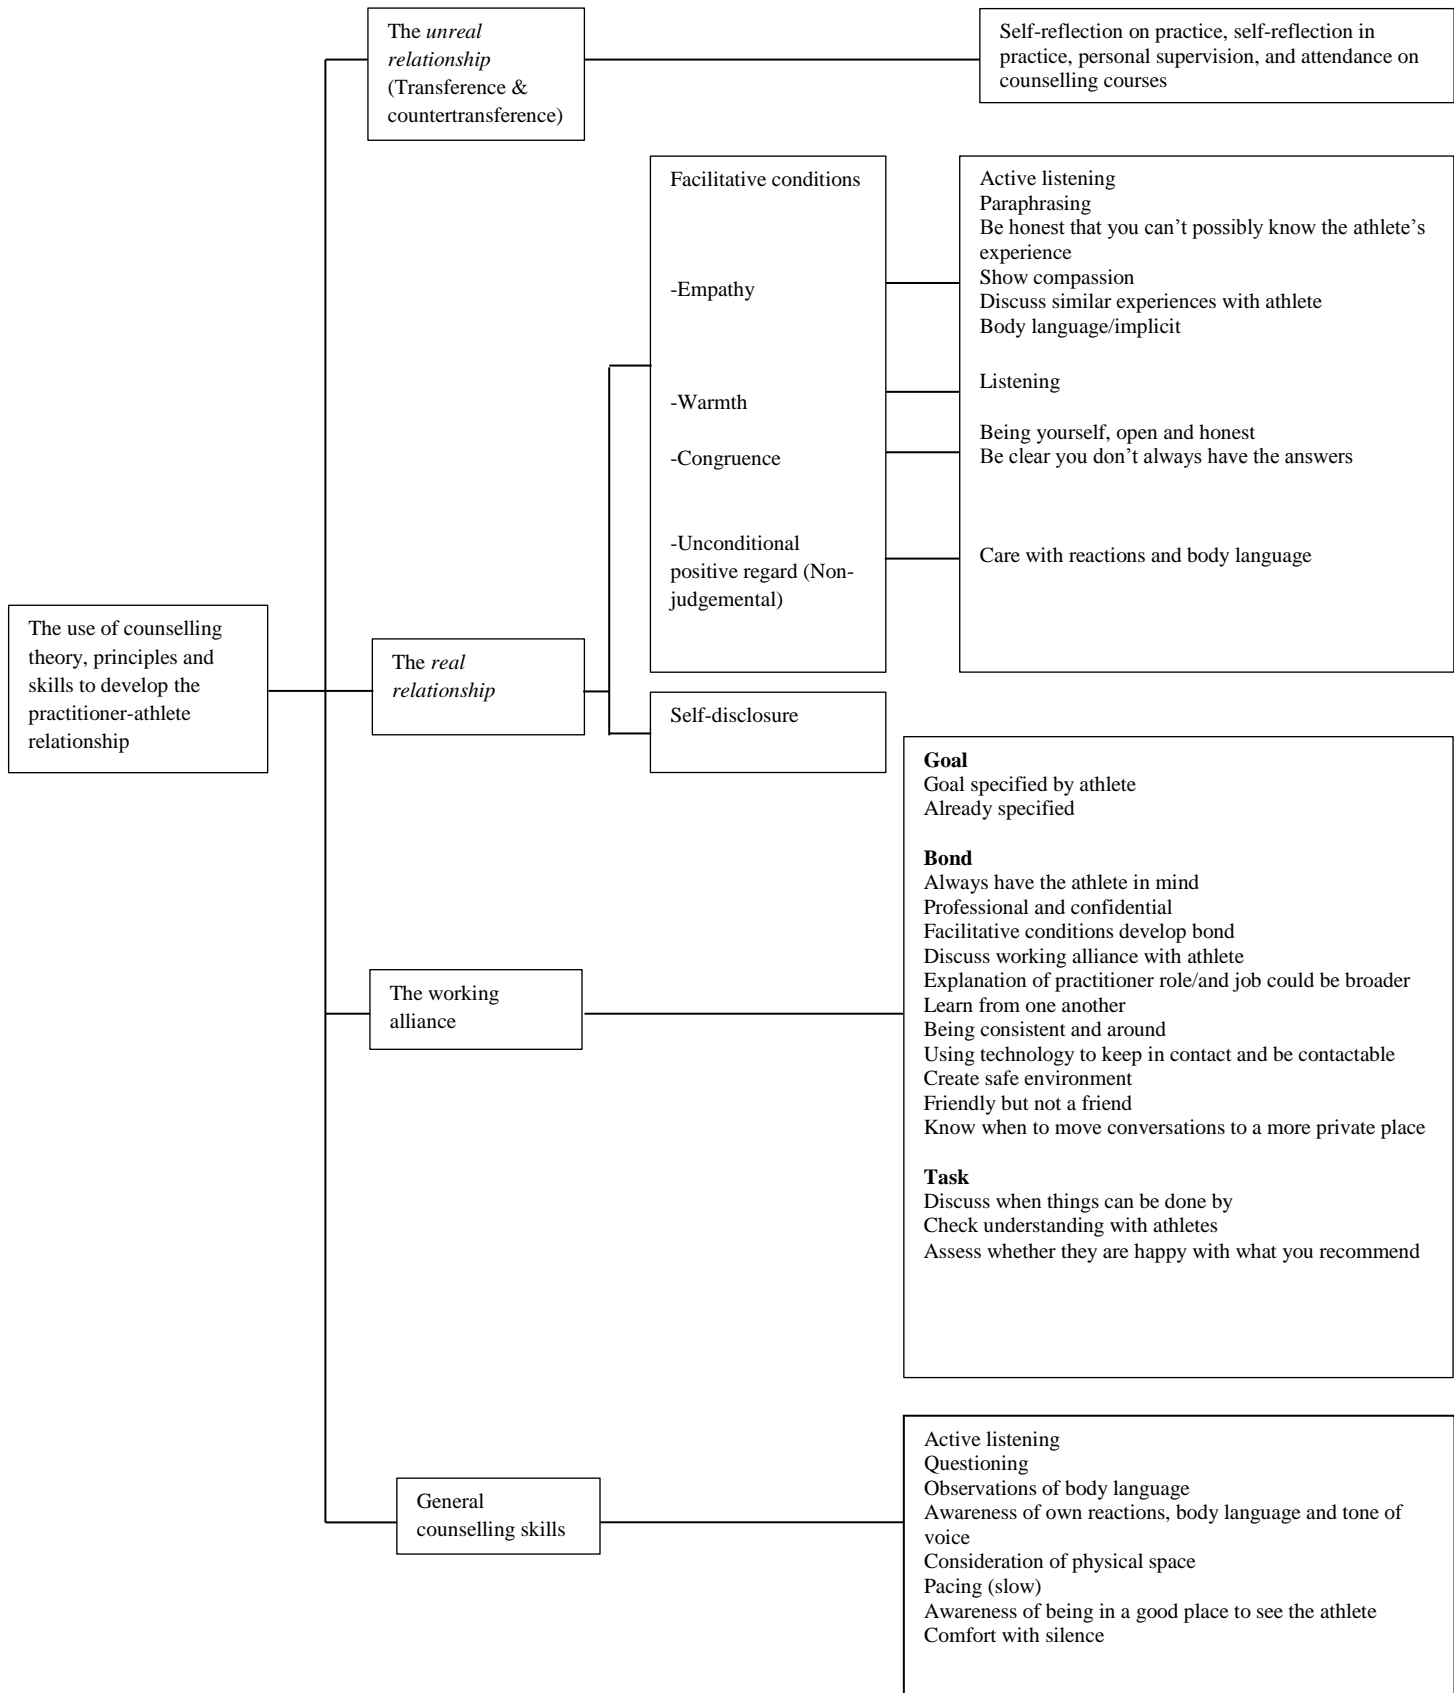 The unreal
relationship
(Transference &
countertransference)
Self-reflection on practice, self-reflection in
practice, personal supervision, and attendance on
counselling courses
Facilitative conditions
-Empathy
-Warmth
-Congruence
-Unconditional
positive regard (Non-
judgemental)
Active listening
Paraphrasing
Be honest that you can’t possibly know the athlete’s
experience
Show compassion
Discuss similar experiences with athlete
Body language/implicit
Listening
Being yourself, open and honest
Be clear you don’t always have the answers
Care with reactions and body language
The use of counselling
theory, principles and
skills to develop the
practitioner-athlete
relationship
The real
relationship
Self-disclosure
Goal
Goal specified by athlete
Already specified
Bond
Always have the athlete in mind
Professional and confidential
Facilitative conditions develop bond
Discuss working alliance with athlete
Explanation of practitioner role/and job could be broader
Learn from one another
Being consistent and around
Using technology to keep in contact and be contactable
Create safe environment
Friendly but not a friend
Know when to move conversations to a more private place
Task
Discuss when things can be done by
Check understanding with athletes
Assess whether they are happy with what you recommend
The working
alliance
General
counselling skills
Active listening
Questioning
Observations of body language
Awareness of own reactions, body language and tone of
voice
Consideration of physical space
Pacing (slow)
Awareness of being in a good place to see the athlete
Comfort with silence